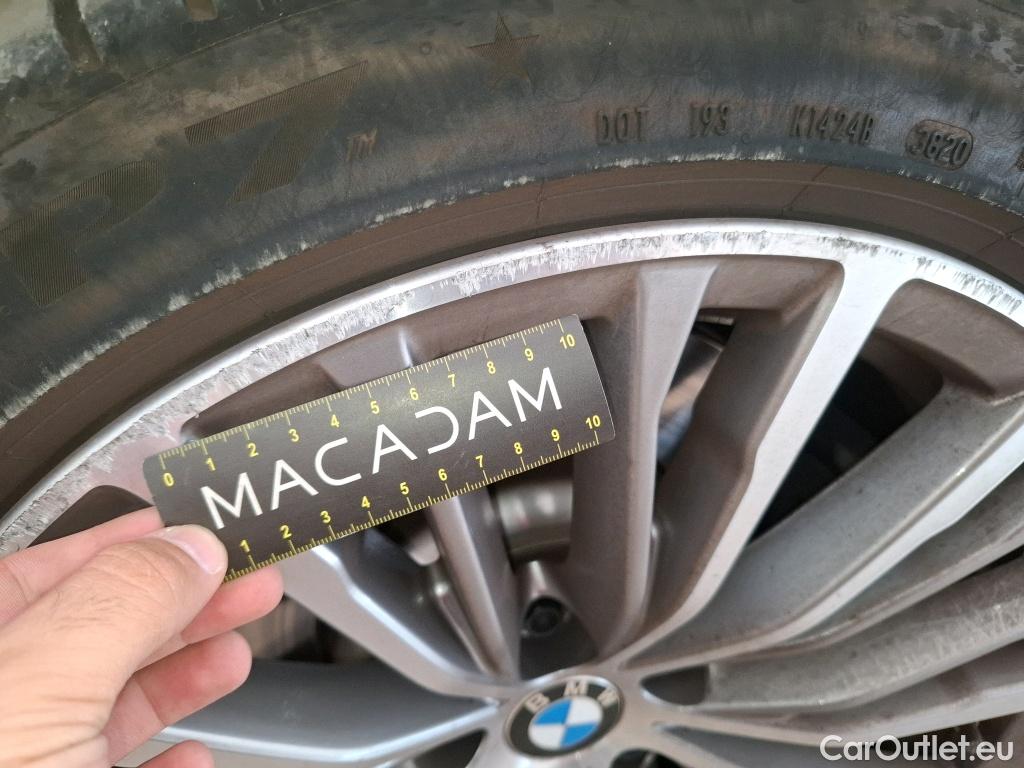 P7™
DOT 193 K1424B 3620
0 1 2 3 4 5 6 7 8 9 10
MACADAM
1 2 3 4 5 6 7 8 9 10
BMW
CarOutlet.eu